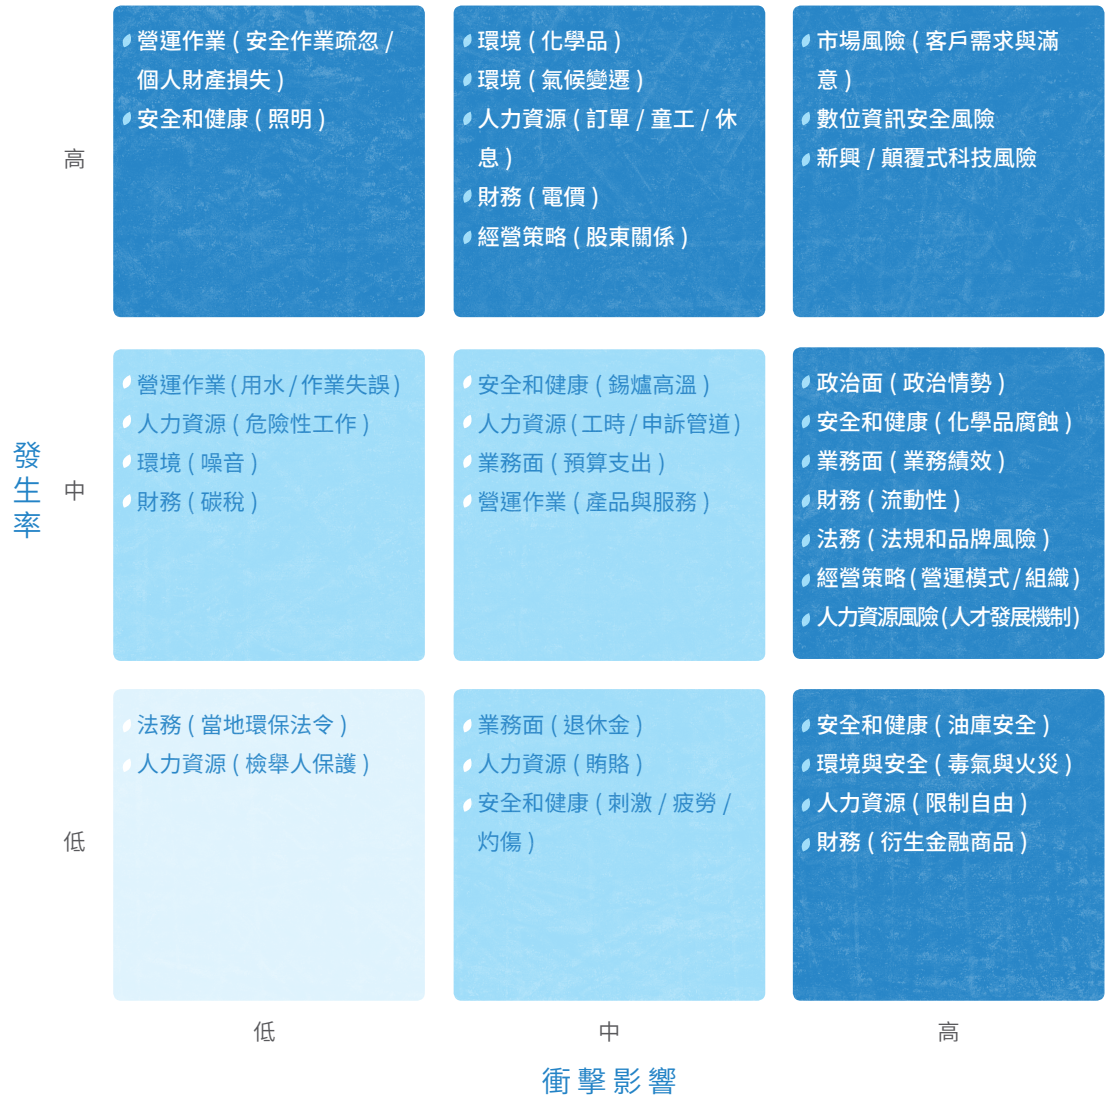 營運作業 ( 安全作業疏忽 /
個人財產損失 )
安全和健康 ( 照明 )
環境 ( 化學品 )
環境 ( 氣候變遷 )
人力資源 ( 訂單 / 童工 / 休
息 )
財務 ( 電價 )
經營策略 ( 股東關係 )
市場風險 ( 客戶需求與滿
意 )
數位資訊安全風險
新興 / 顛覆式科技風險
高
營運作業 ( 用水 / 作業失誤 )
人力資源 ( 危險性工作 )
環境 ( 噪音 )
財務 ( 碳稅 )
安全和健康 ( 錫爐高溫 )
人力資源 ( 工時 / 申訴管道 )
業務面 ( 預算支出 )
營運作業 ( 產品與服務 )
政治面 ( 政治情勢 )
安全和健康 ( 化學品腐蝕 )
業務面 ( 業務績效 )
財務 ( 流動性 )
法務 ( 法規和品牌風險 )
經營策略 ( 營運模式 / 組織 )
人力資源風險 ( 人才發展機制 )
發生率
中
法務 ( 當地環保法令 )
人力資源 ( 檢舉人保護 )
業務面 ( 退休金 )
人力資源 ( 賄賂 )
安全和健康 ( 刺激 / 疲勞 /
灼傷 )
安全和健康 ( 油庫安全 )
環境與安全 ( 毒氣與火災 )
人力資源 ( 限制自由 )
財務 ( 衍生金融商品 )
低
低
中
高
衝擊影響